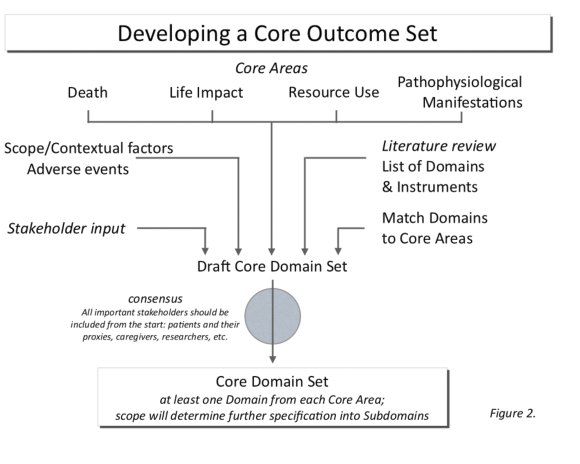 Developing a Core Outcome Set
Core Areas
Death
Life Impact
Resource Use
Pathophysiological
Manifestations
Scope/Contextual factors
Adverse events
Literature review
List of Domains
& Instruments
Stakeholder input
Match Domains
to Core Areas
Draft Core Domain Set
consensus
All important stakeholders should be
included from the start: patients and their
proxies, caregivers, researchers, etc.
Core Domain Set
at least one Domain from each Core Area;
scope will determine further specification into Subdomains
Figure 2.